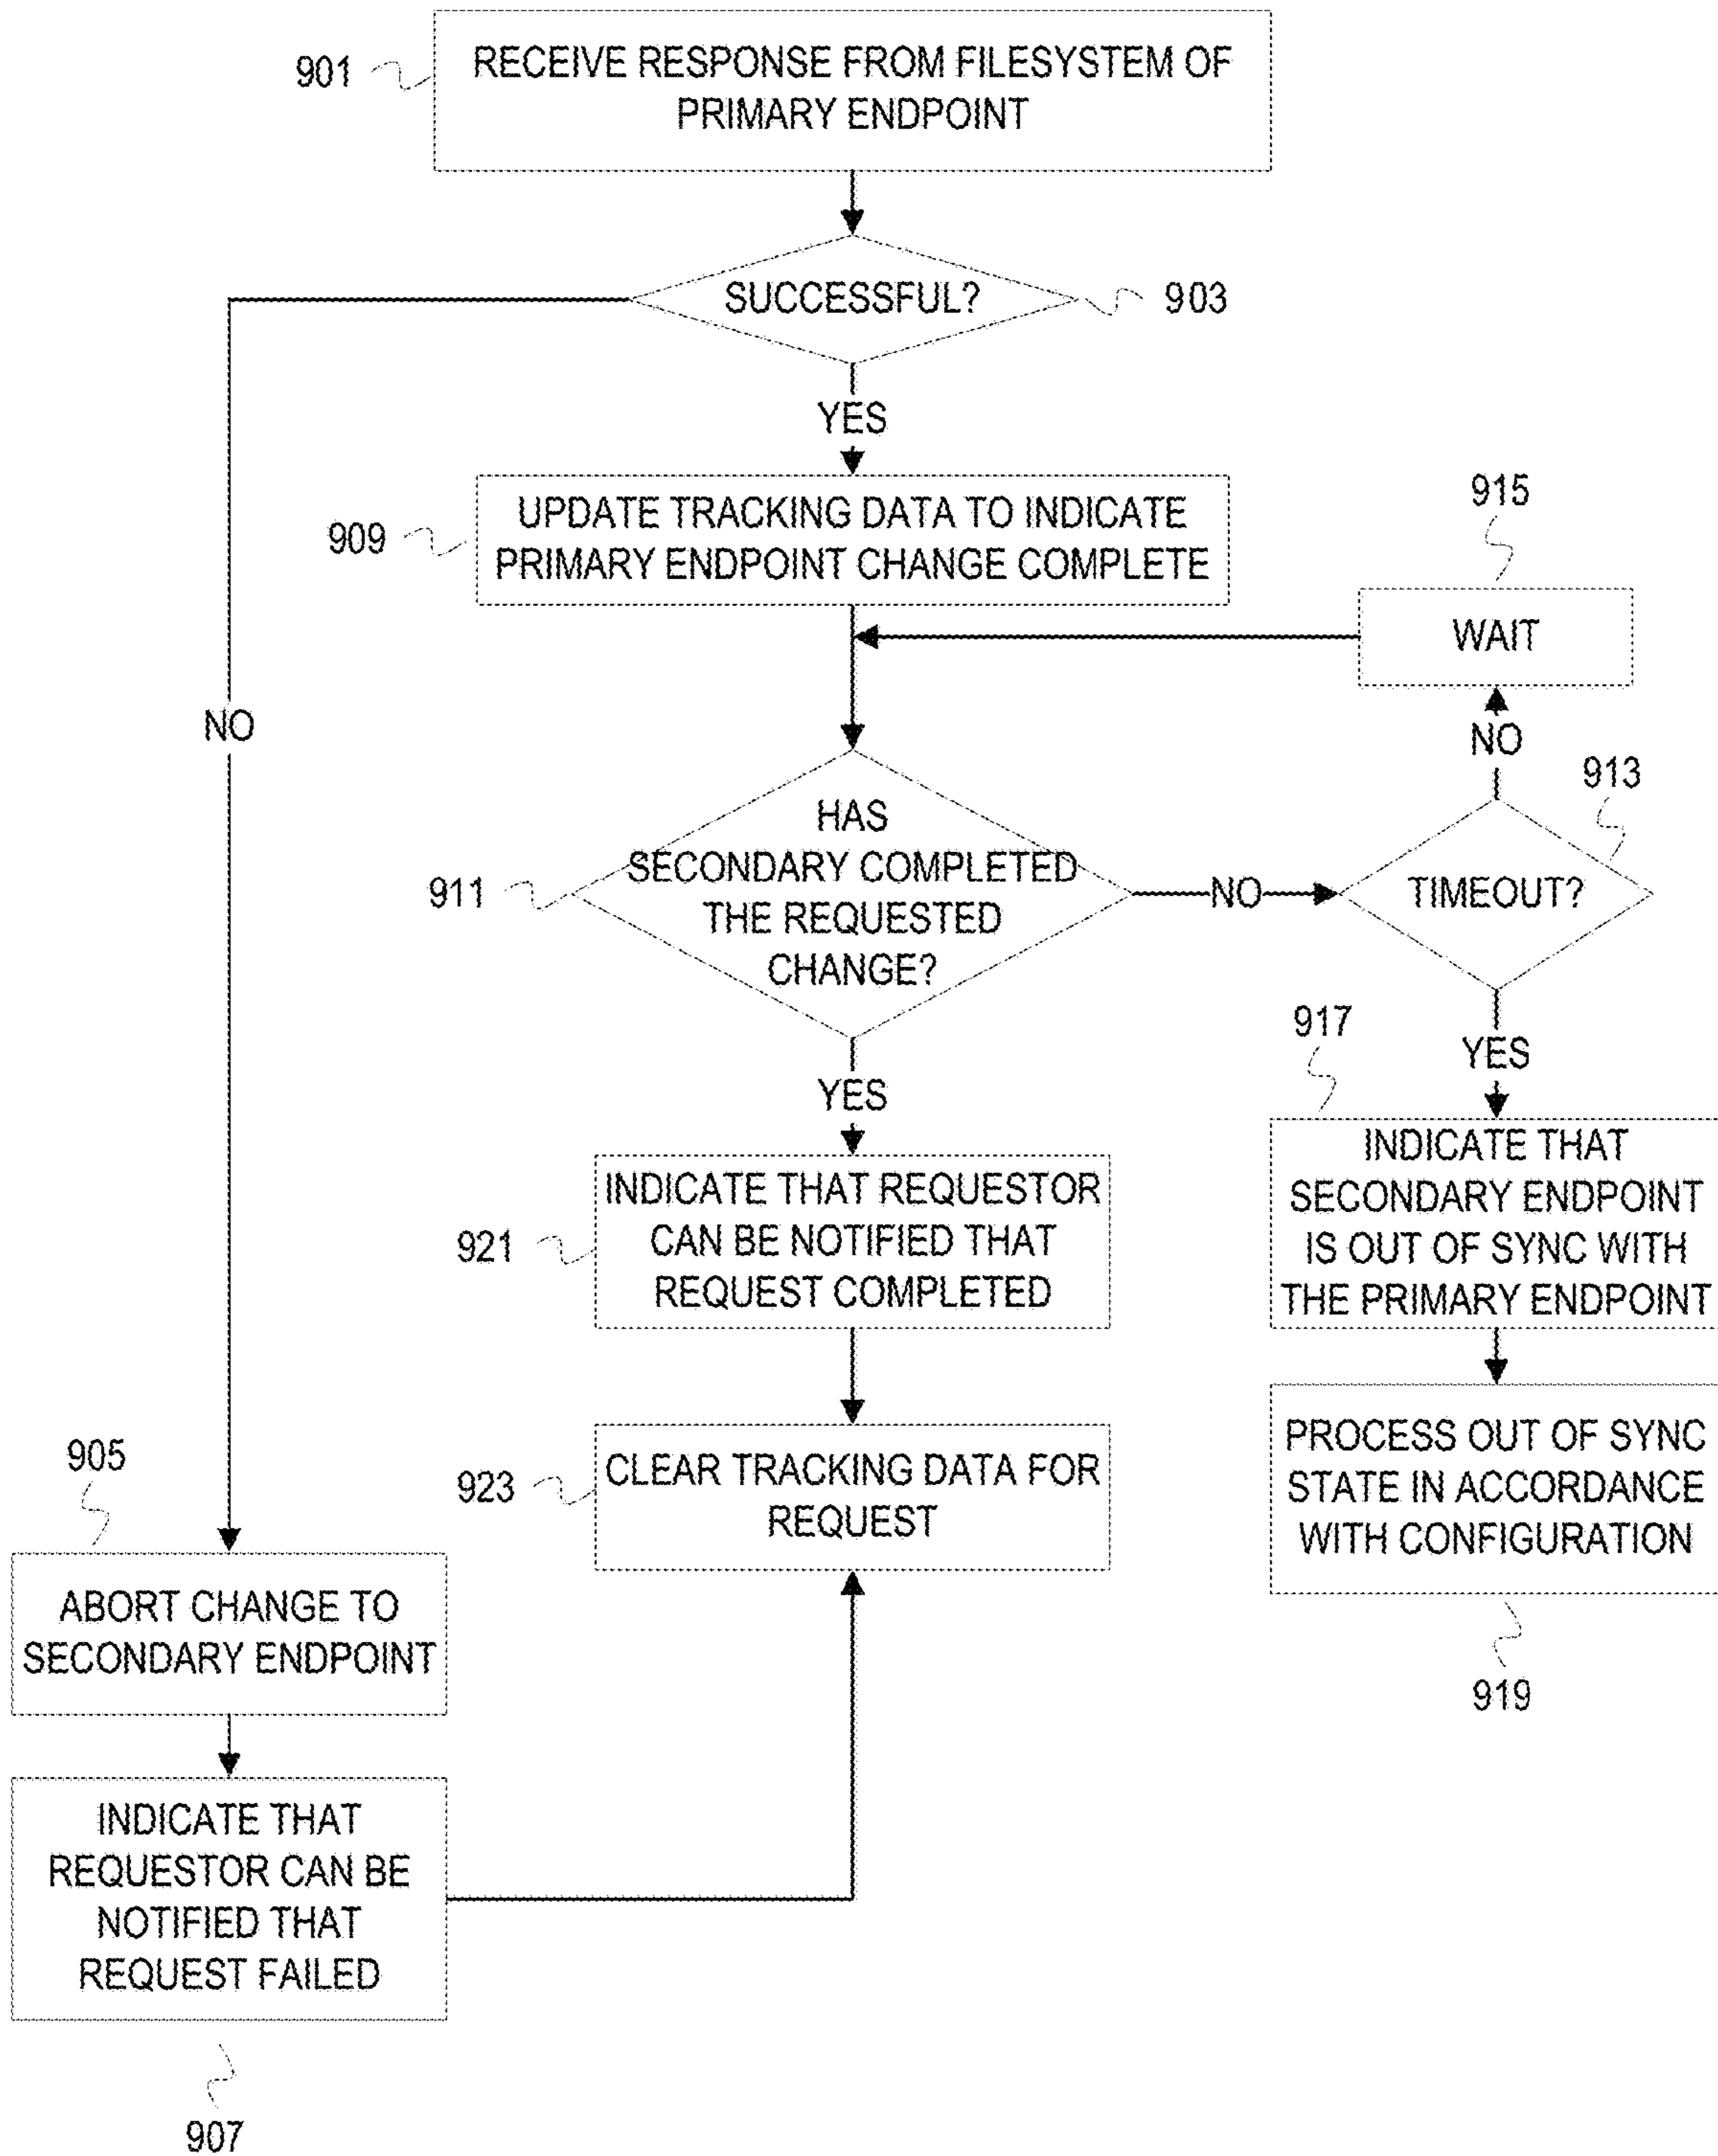 901
RECEIVE RESPONSE FROM FILESYSTEM OF
PRIMARY ENDPOINT
SUCCESSFUL?
903
YES
NO
909
UPDATE TRACKING DATA TO INDICATE
PRIMARY ENDPOINT CHANGE COMPLETE
915
WAIT
NO
913
911
HAS
SECONDARY COMPLETED
THE REQUESTED
CHANGE?
NO
TIMEOUT?
YES
917
YES
921
INDICATE THAT REQUESTOR
CAN BE NOTIFIED THAT
REQUEST COMPLETED
INDICATE THAT
SECONDARY ENDPOINT
IS OUT OF SYNC WITH
THE PRIMARY ENDPOINT
923
CLEAR TRACKING DATA FOR
REQUEST
PROCESS OUT OF SYNC
STATE IN ACCORDANCE
WITH CONFIGURATION
919
905
ABORT CHANGE TO
SECONDARY ENDPOINT
INDICATE THAT
REQUESTOR CAN BE
NOTIFIED THAT
REQUEST FAILED
907